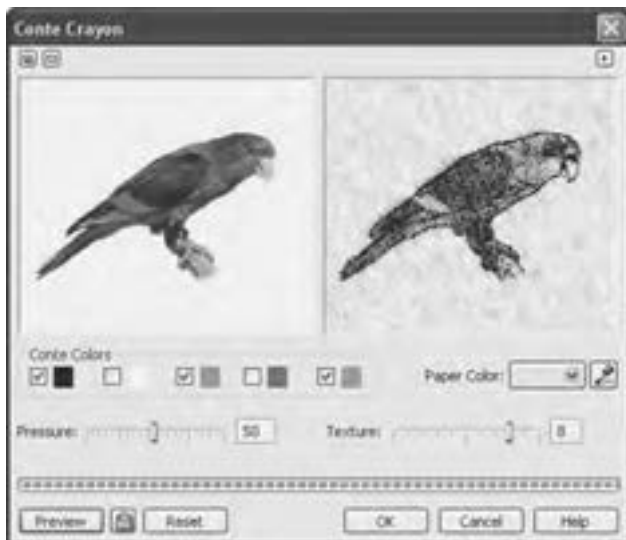 Conte Crayon
Conte Colors
Paper Color:
Pressure: 50 Texture: 8
Preview Reset OK Cancel Help